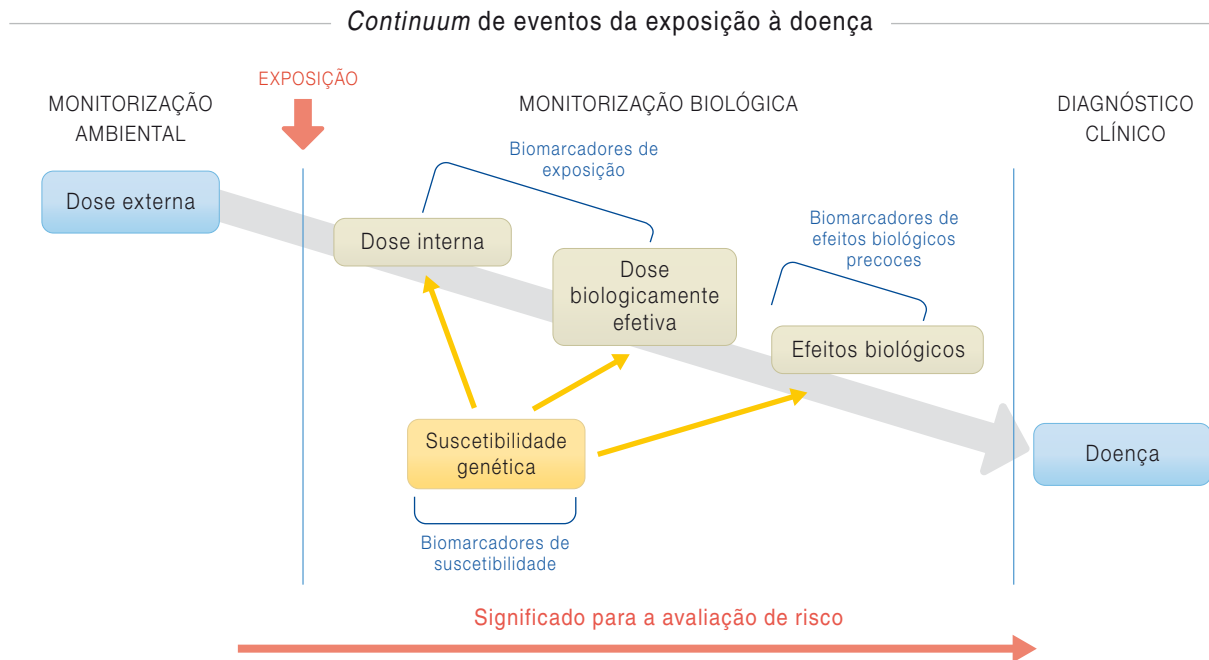 Continuum de eventos da exposição à doença
EXPOSIÇÃO
MONITORIZAÇÃO
AMBIENTAL
MONITORIZAÇÃO BIOLÓGICA
DIAGNÓSTICO
CLÍNICO
Biomarcadores de
exposição
Dose externa
Dose interna
Biomarcadores de
efeitos biológicos
precoces
Dose
biologicamente
efetiva
Efeitos biológicos
Suscetibilidade
genética
Doença
Biomarcadores de
suscetibilidade
Significado para a avaliação de risco